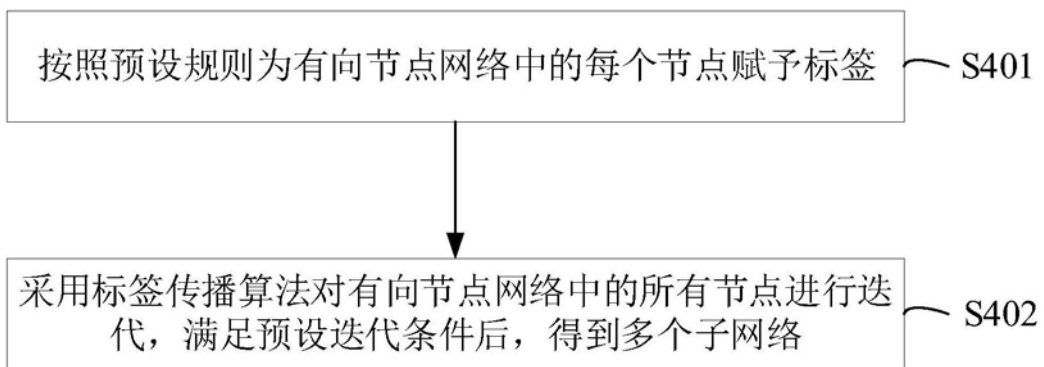 按照预设规则为有向节点网络中的每个节点赋予标签
S401
采用标签传播算法对有向节点网络中的所有节点进行迭
代，满足预设迭代条件后，得到多个子网络
S402